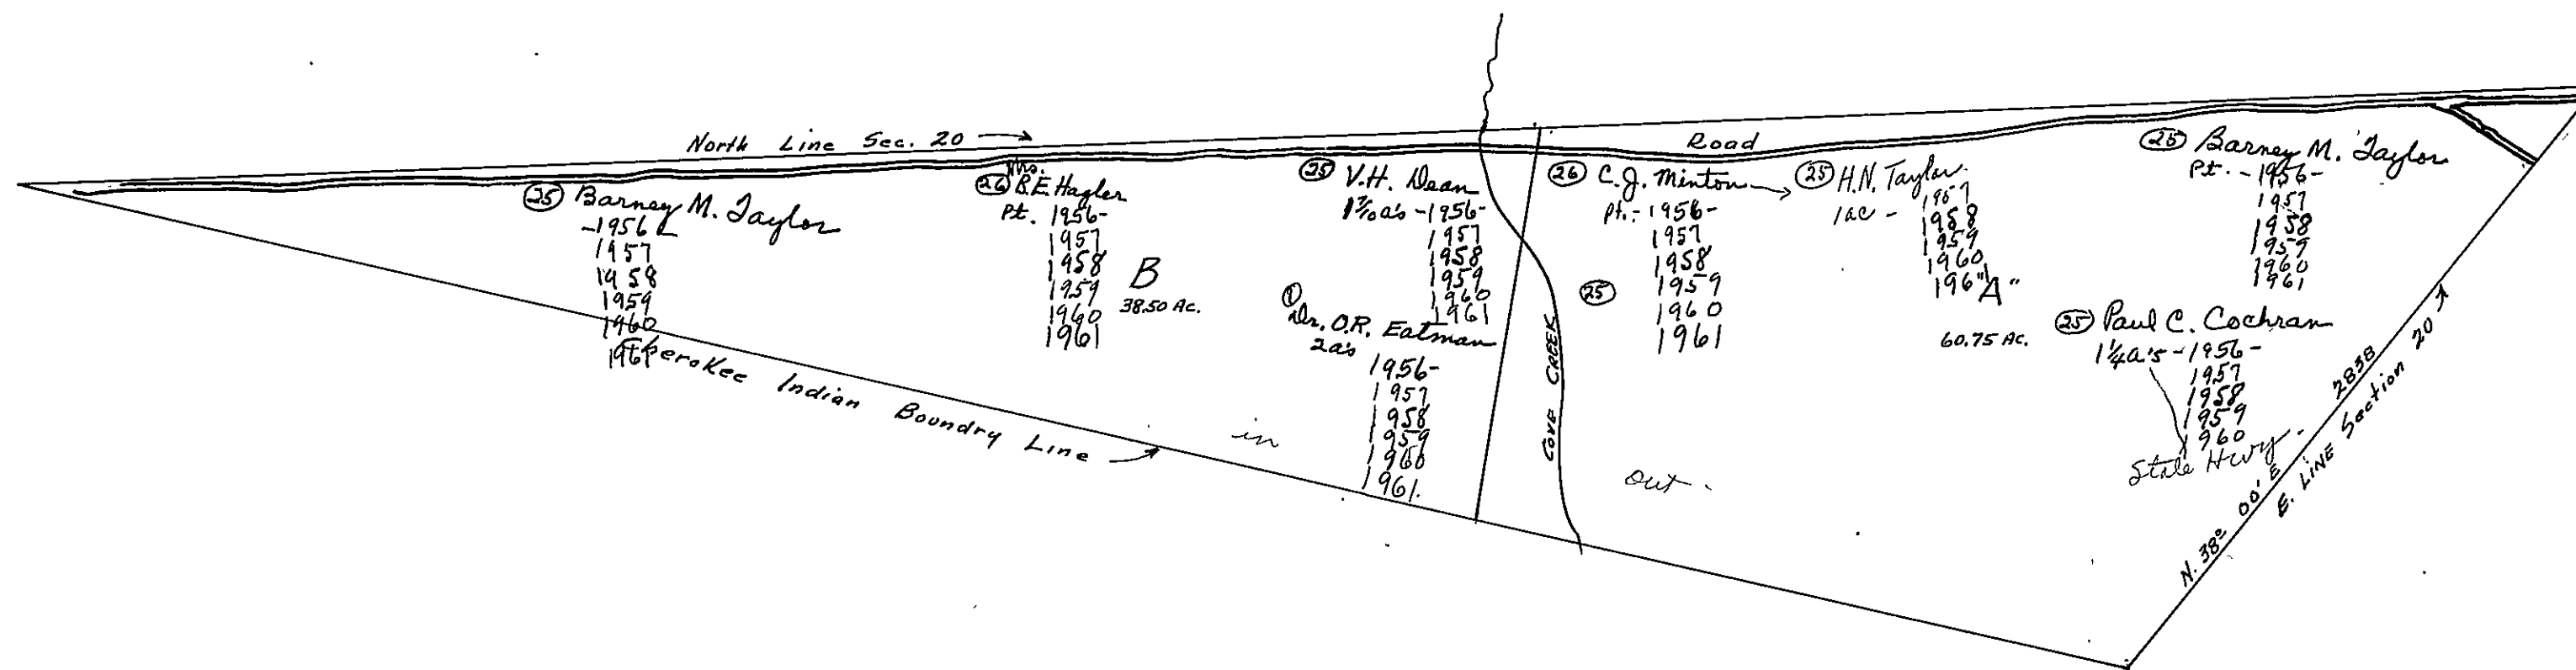 North Line Sec. 20
Road
25 Barney M. Taylor
-1956-
1957
1958
1959
1960
1961
Mrs.
26 R.E. Hagler
Pt. 1956-
1957
1958
1959
1960
1961
B
38.50 Ac.
25 V.H. Dean
1 7/10 a's -1956-
1957
1958
1959
1960
1961
Dr. O.R. Eatman
2a's
1956-
1957
1958
1959
1960
1961.
26 C.J. Minton
Pt.-1956-
1957
1958
25 1959
1960
1961
25 H.N. Taylor
1ac - 1957
1958
1959
1960
1961
"A"
60.75 AC.
25 Barney M. Taylor
Pt. -1956-
1957
1958
1959
1960
1961
25 Paul C. Cochran
1 1/4 a's -1956-
1957
1958
1959
1960
State Hwy.
Cherokee Indian Boundry Line
in
COVE CREEK
out
N. 38° 00' E 2838
E. LINE Section 20